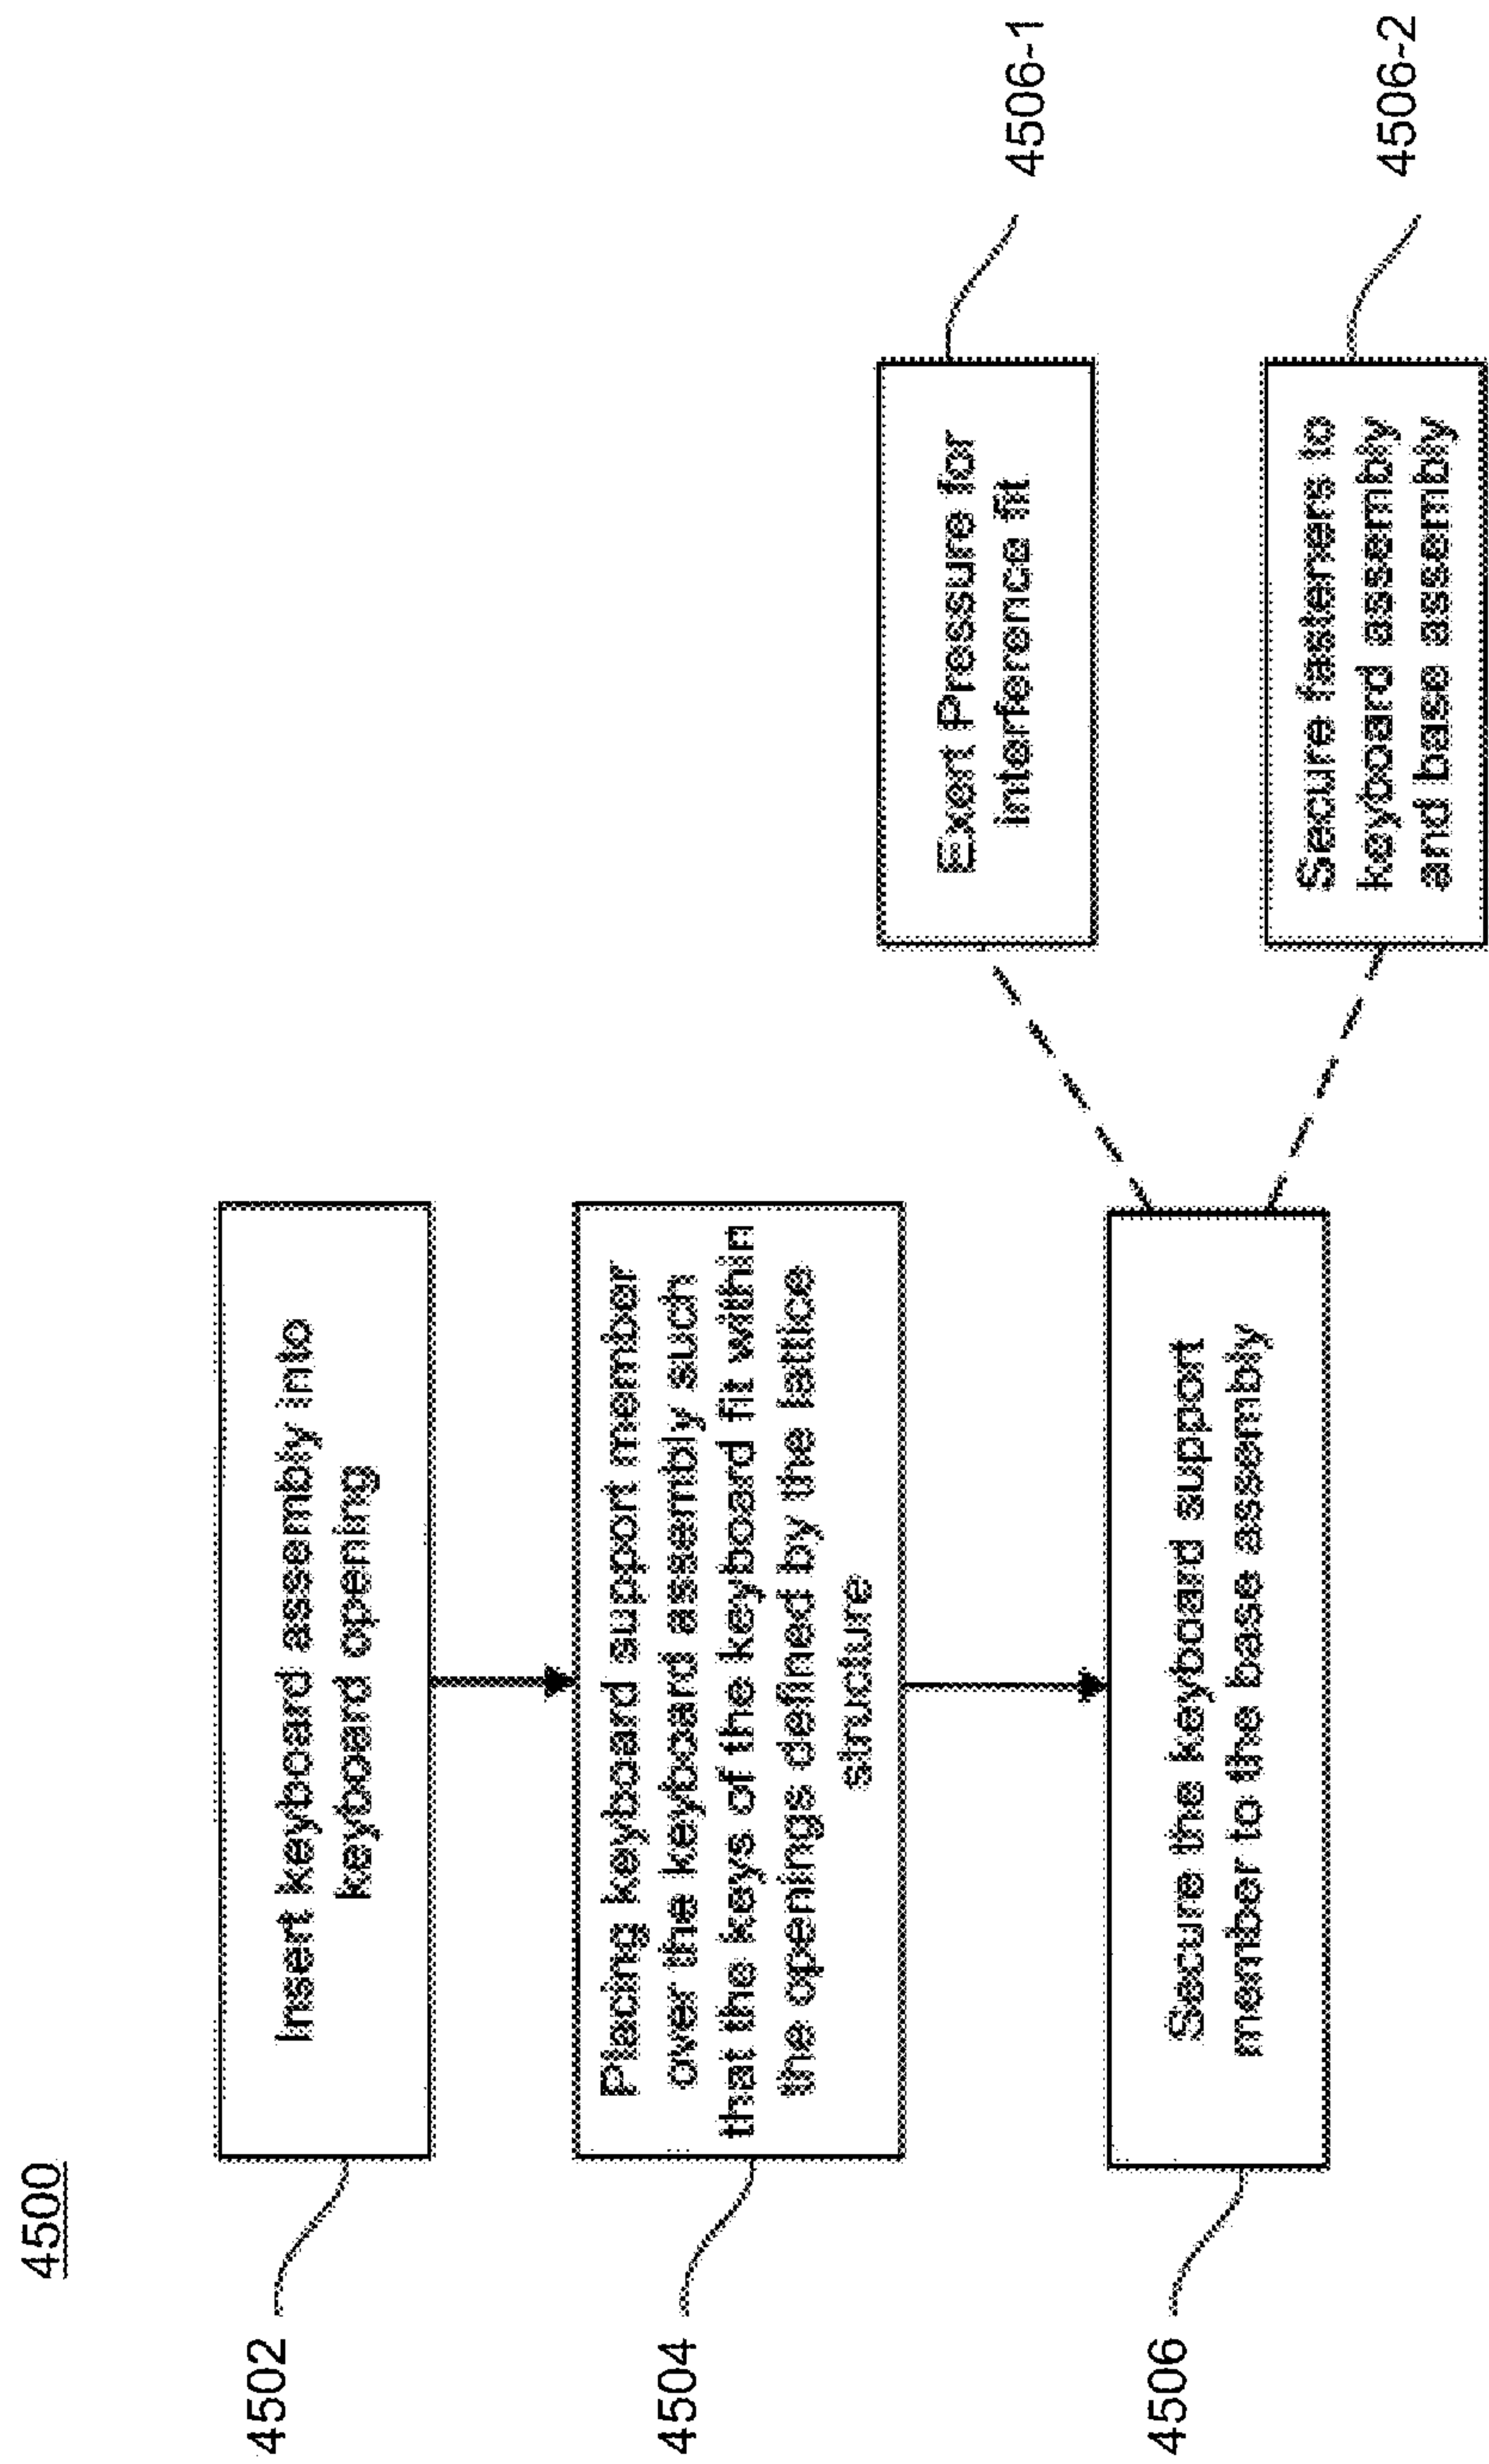 4500
4502
Insert keyboard assembly into
keyboard opening
4504
Placing keyboard support member
over the keyboard assembly such
that the keys of the keyboard fit within
the openings defined by the lattice
structure
4506
Secure the keyboard support
member to the base assembly
Exert Pressure for
interference fit
4506-1
Secure fasteners to
keyboard assembly
and base assembly
4506-2